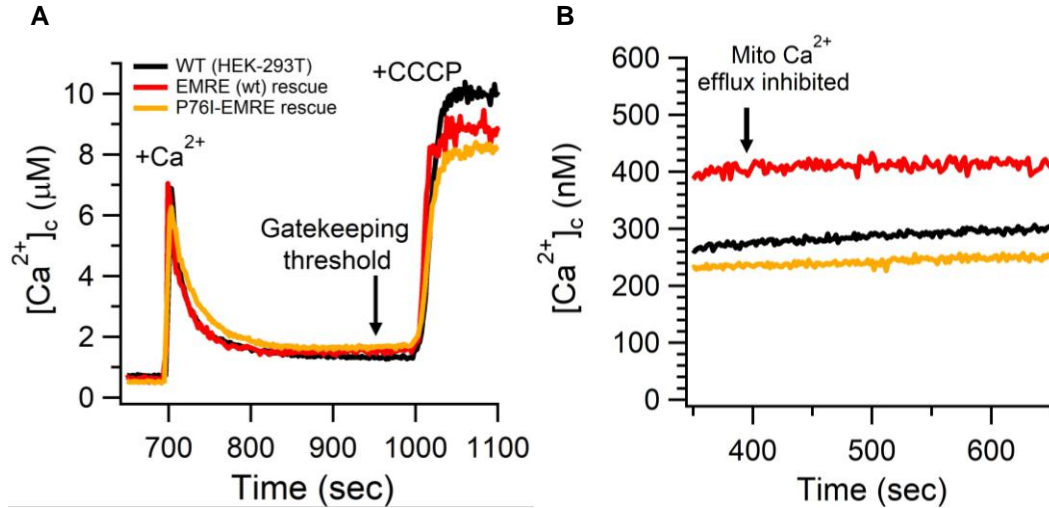 A
WT (HEK-293T)
EMRE (wt) rescue
P76I-EMRE rescue
+CCCP
+Ca²⁺
Gatekeeping
threshold
[Ca²⁺]c (μM)
10
8
6
4
2
0
700 800 900 1000 1100
Time (sec)
B
Mito Ca²⁺
efflux inhibited
[Ca²⁺]c (nM)
600
500
400
300
200
100
0
400 500 600
Time (sec)